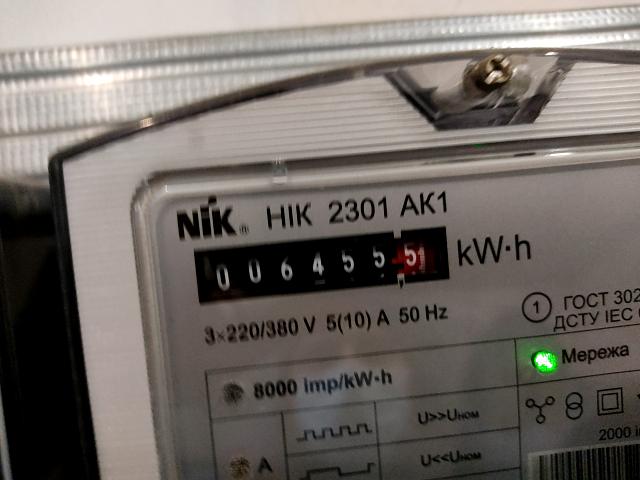 NiK® НІК 2301 АК1
0064555 kW·h
3×220/380 V 5(10) A 50 Hz
1 ГОСТ 302
ДСТУ IEC
8000 imp/kW·h
Мережа
U>>Uном
A
U<<Uном
2000 i